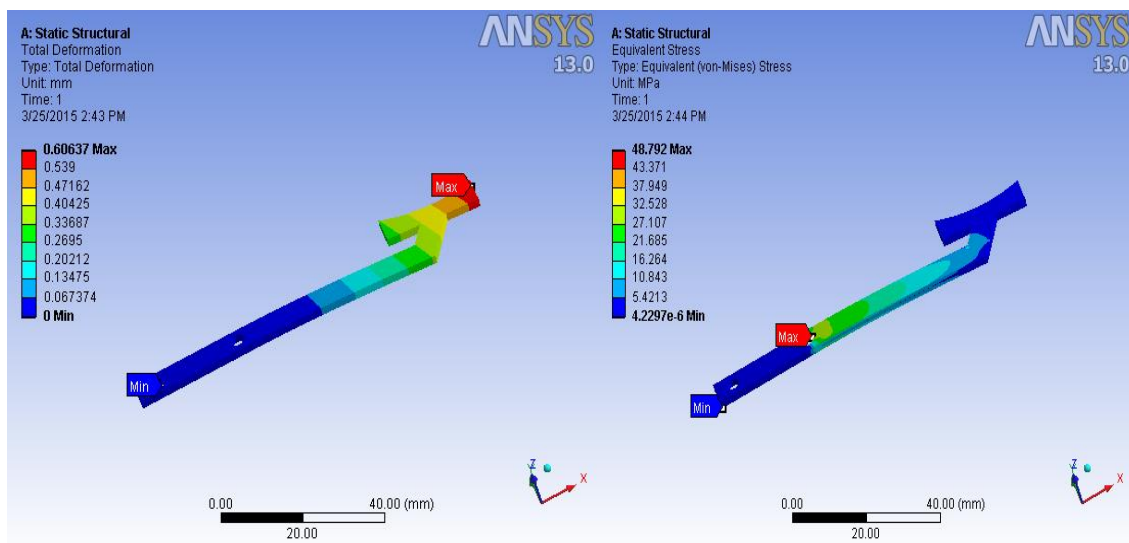 A: Static Structural
Total Deformation
Type: Total Deformation
Unit: mm
Time: 1
3/25/2015 2:43 PM
ANSYS
13.0
0.60637 Max
0.539
0.47162
0.40425
0.33687
0.2695
0.20212
0.13475
0.067374
0 Min
Max
Min
Z
X
0.00
40.00 (mm)
20.00
A: Static Structural
Equivalent Stress
Type: Equivalent (von-Mises) Stress
Unit: MPa
Time: 1
3/25/2015 2:44 PM
ANSYS
13.0
48.792 Max
43.371
37.949
32.528
27.107
21.685
16.264
10.843
5.4213
4.2297e-6 Min
Max
Min
Z
X
0.00
40.00 (mm)
20.00